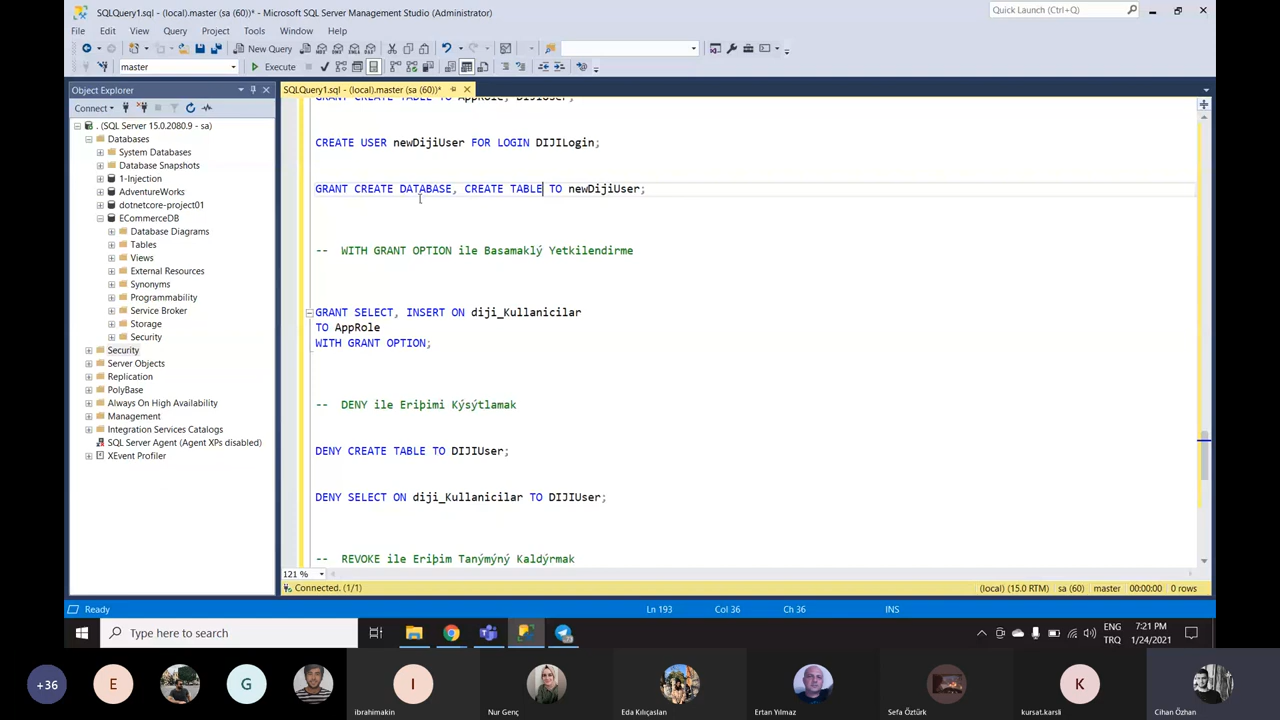 SQLQuery1.sql - (local).master (sa (60))* - Microsoft SQL Server Management Studio (Administrator)
Quick Launch (Ctrl+Q)
File Edit View Query Project Tools Window Help
New Query
master
Execute
Object Explorer
SQLQuery1.sql - (local).master (sa (60))*
Connect
. (SQL Server 15.0.2080.9 - sa)
Databases
System Databases
Database Snapshots
1-Injection
AdventureWorks
dotnetcore-project01
ECommerceDB
Database Diagrams
Tables
Views
External Resources
Synonyms
Programmability
Service Broker
Storage
Security
Security
Server Objects
Replication
PolyBase
Always On High Availability
Management
Integration Services Catalogs
SQL Server Agent (Agent XPs disabled)
XEvent Profiler
GRANT CREATE TABLE TO AppRole, DIJIUser;
CREATE USER newDijiUser FOR LOGIN DIJILogin;
GRANT CREATE DATABASE, CREATE TABLE TO newDijiUser;
-- WITH GRANT OPTION ile Basamaklý Yetkilendirme
GRANT SELECT, INSERT ON diji_Kullanicilar
TO AppRole
WITH GRANT OPTION;
-- DENY ile Eriþimi Kýsýtlamak
DENY CREATE TABLE TO DIJIUser;
DENY SELECT ON diji_Kullanicilar TO DIJIUser;
-- REVOKE ile Eriþim Tanýmýný Kaldýrmak
121 %
Connected. (1/1)
(local) (15.0 RTM) sa (60) master 00:00:00 0 rows
Ready
Ln 193 Col 36 Ch 36 INS
Type here to search
ENG
TRQ
7:21 PM
1/24/2021
+36
E
G
I
K
ibrahimakin
Nur Genç
Eda Kılıçaslan
Ertan Yılmaz
Sefa Öztürk
kursat.karsli
Cihan Özhan